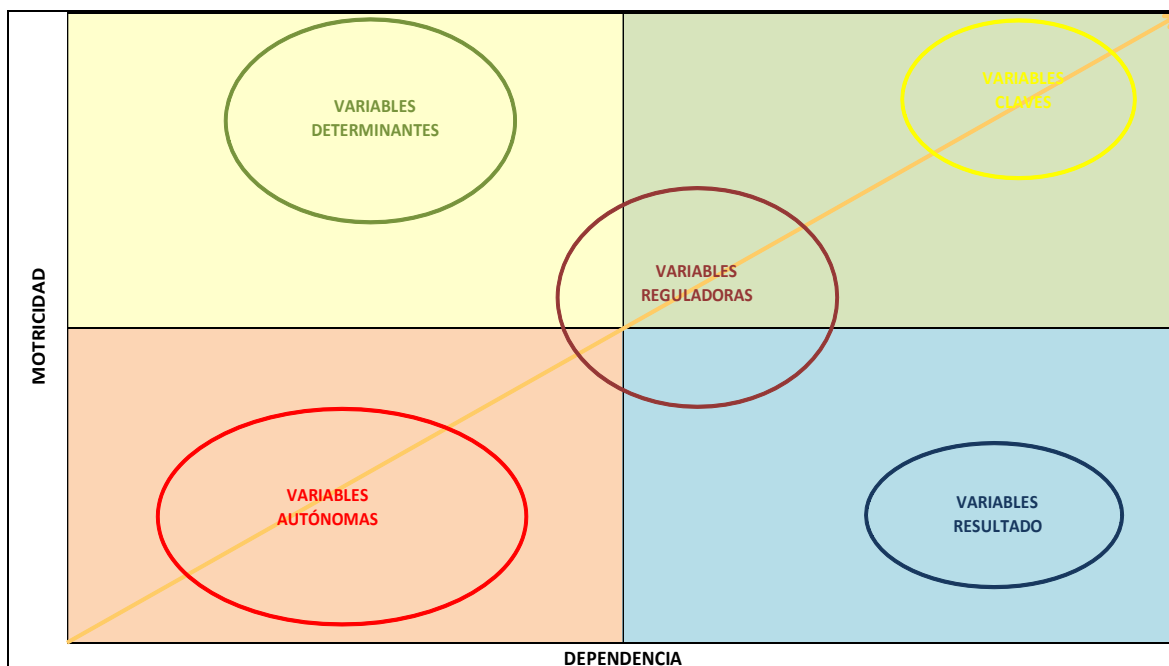 VARIABLES
DETERMINANTES
VARIABLES
CLAVES
VARIABLES
REGULADORAS
MOTRICIDAD
VARIABLES
AUTÓNOMAS
VARIABLES
RESULTADO
DEPENDENCIA